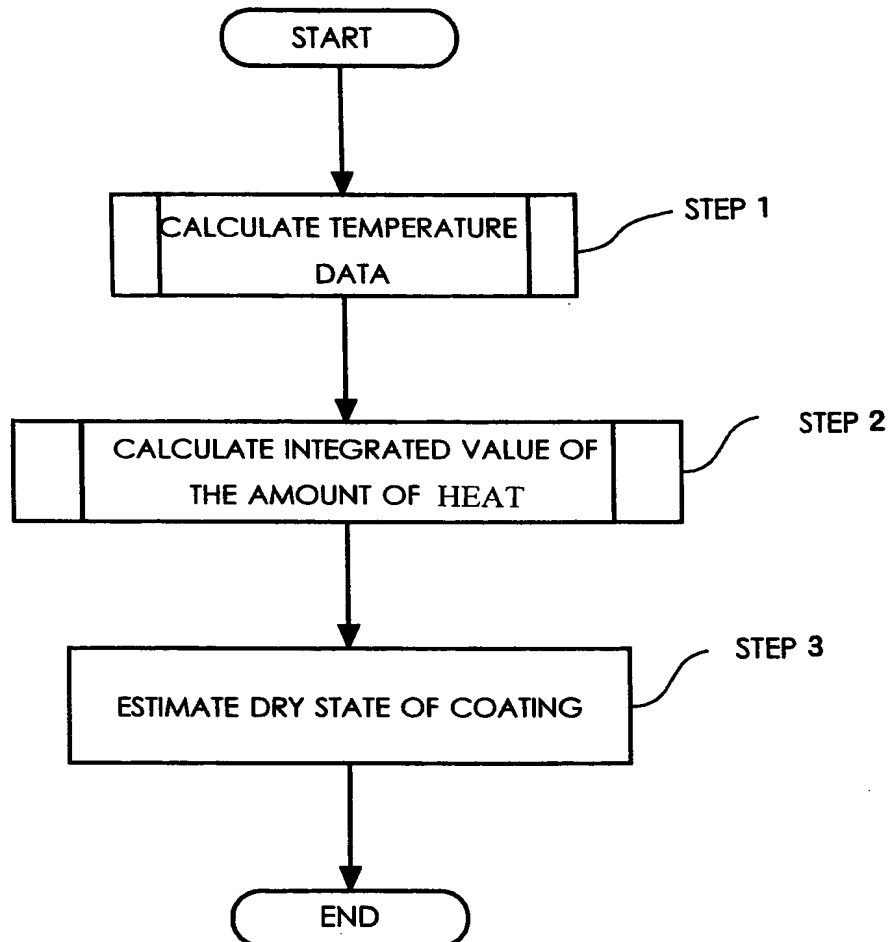 START
CALCULATE TEMPERATURE
DATA
STEP 1
CALCULATE INTEGRATED VALUE OF
THE AMOUNT OF HEAT
STEP 2
ESTIMATE DRY STATE OF COATING
STEP 3
END